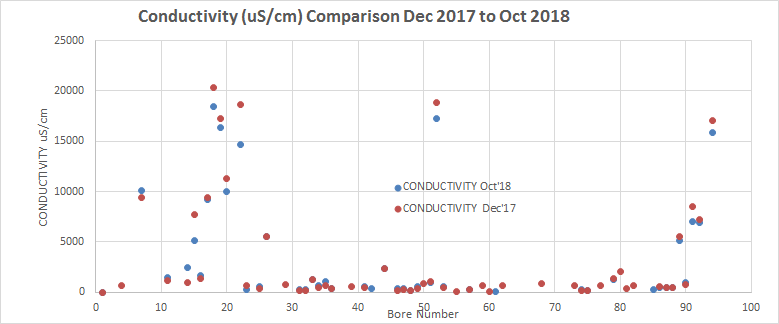 Conductivity (uS/cm) Comparison Dec 2017 to Oct 2018
25000
20000
15000
10000
5000
0
CONDUCTIVITY uS/cm
CONDUCTIVITY Oct'18
CONDUCTIVITY Dec'17
0 10 20 30 40 50 60 70 80 90 100
Bore Number